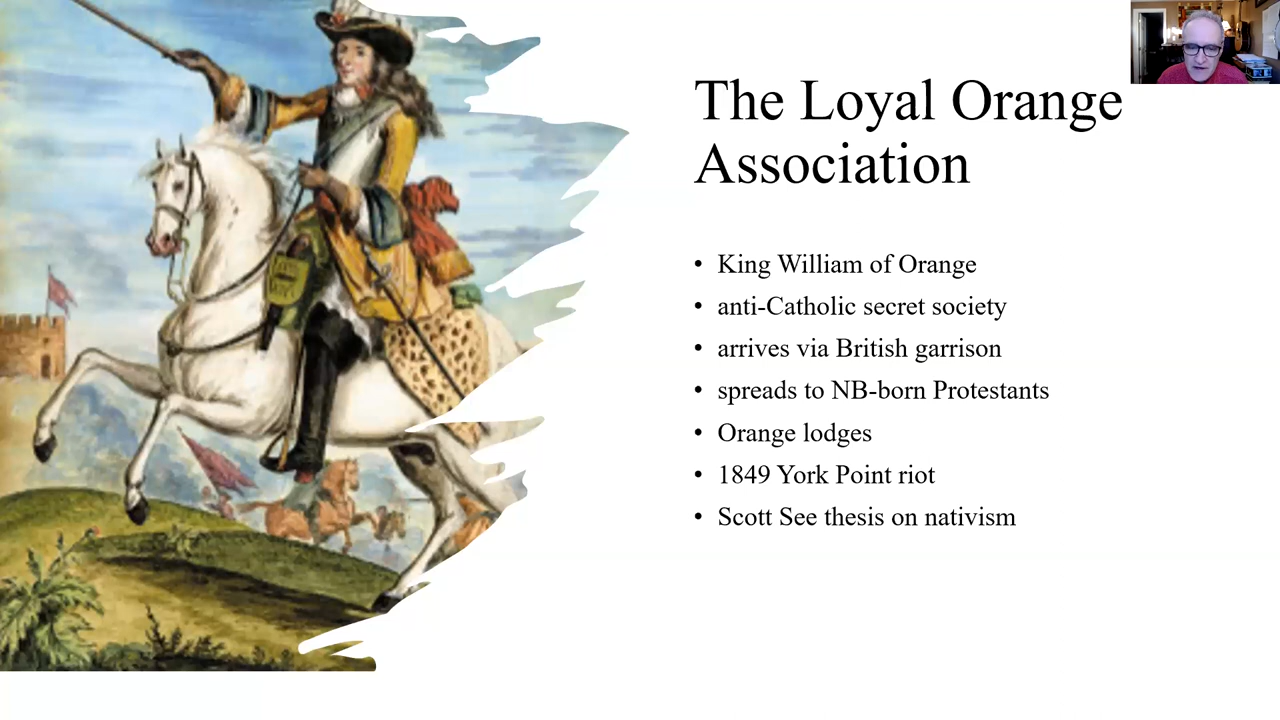 The Loyal Orange
Association
• King William of Orange
• anti-Catholic secret society
• arrives via British garrison
• spreads to NB-born Protestants
• Orange lodges
• 1849 York Point riot
• Scott See thesis on nativism